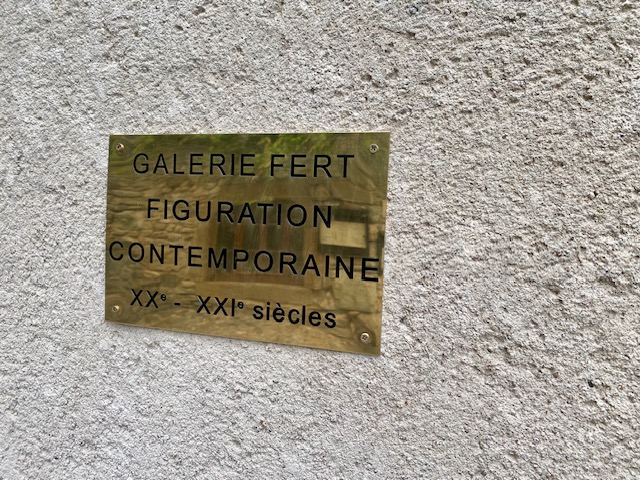 GALERIE FERT
FIGURATION
CONTEMPORAINE
XXᵉ - XXIᵉ siècles